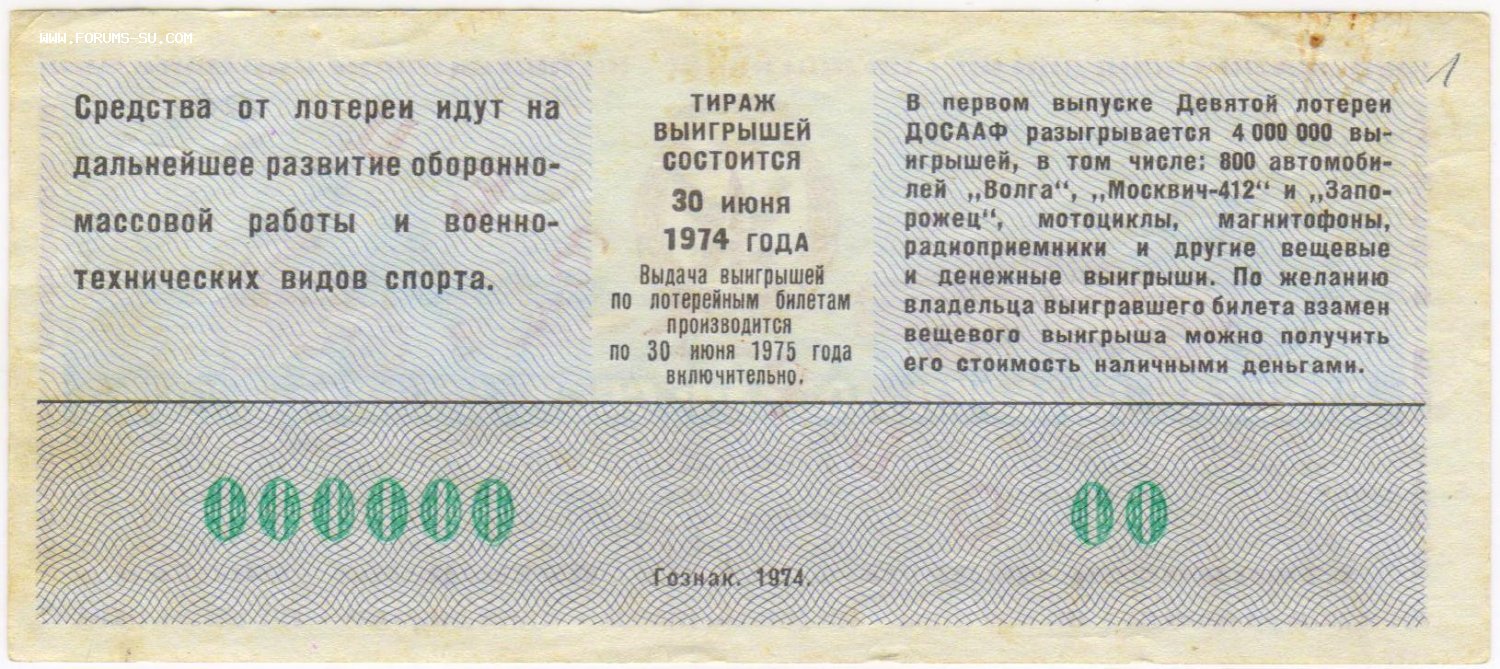 WWW.FORUMS-SU.COM
1
Средства от лотереи идут на
дальнейшее развитие оборонно-
массовой работы и военно-
технических видов спорта.
ТИРАЖ
ВЫИГРЫШЕЙ
СОСТОИТСЯ
30 ИЮНЯ
1974 ГОДА
Выдача выигрышей
по лотерейным билетам
производится
по 30 июня 1975 года
включительно.
В первом выпуске Девятой лотереи
ДОСААФ разыгрывается 4 000 000 вы-
игрышей, в том числе: 800 автомоби-
лей „Волга“, „Москвич-412“ и „Запо-
рожец“, мотоциклы, магнитофоны,
радиоприемники и другие вещевые
и денежные выигрыши. По желанию
владельца выигравшего билета взамен
вещевого выигрыша можно получить
его стоимость наличными деньгами.
000000
00
Гознак. 1974.